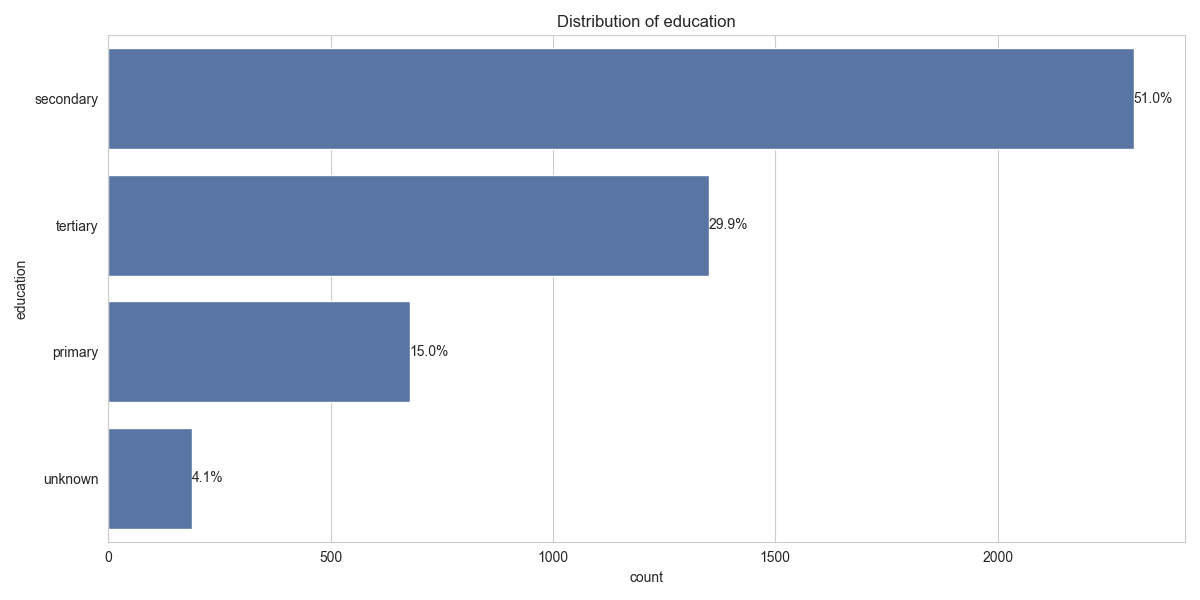 Distribution of education
secondary
51.0%
tertiary
29.9%
education
primary
15.0%
unknown
4.1%
0 500 1000 1500 2000
count